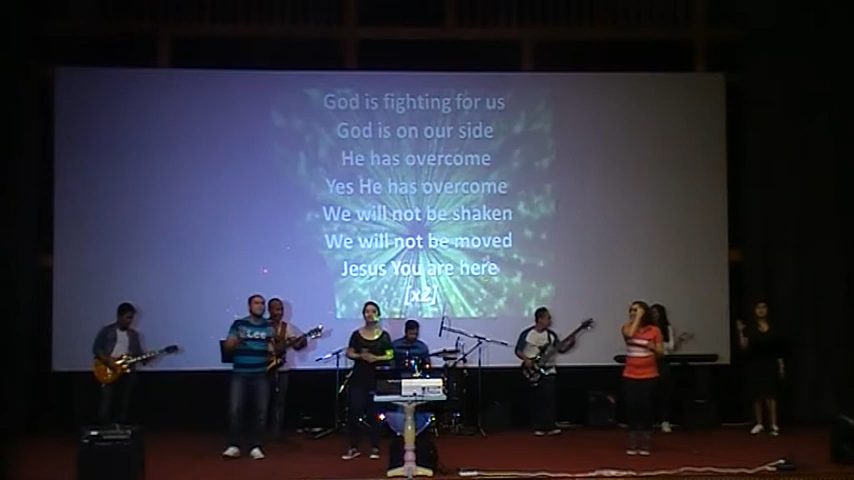 God is fighting for us
God is on our side
He has overcome
Yes He has overcome
We will not be shaken
We will not be moved
Jesus You are here
[x2]
Lee